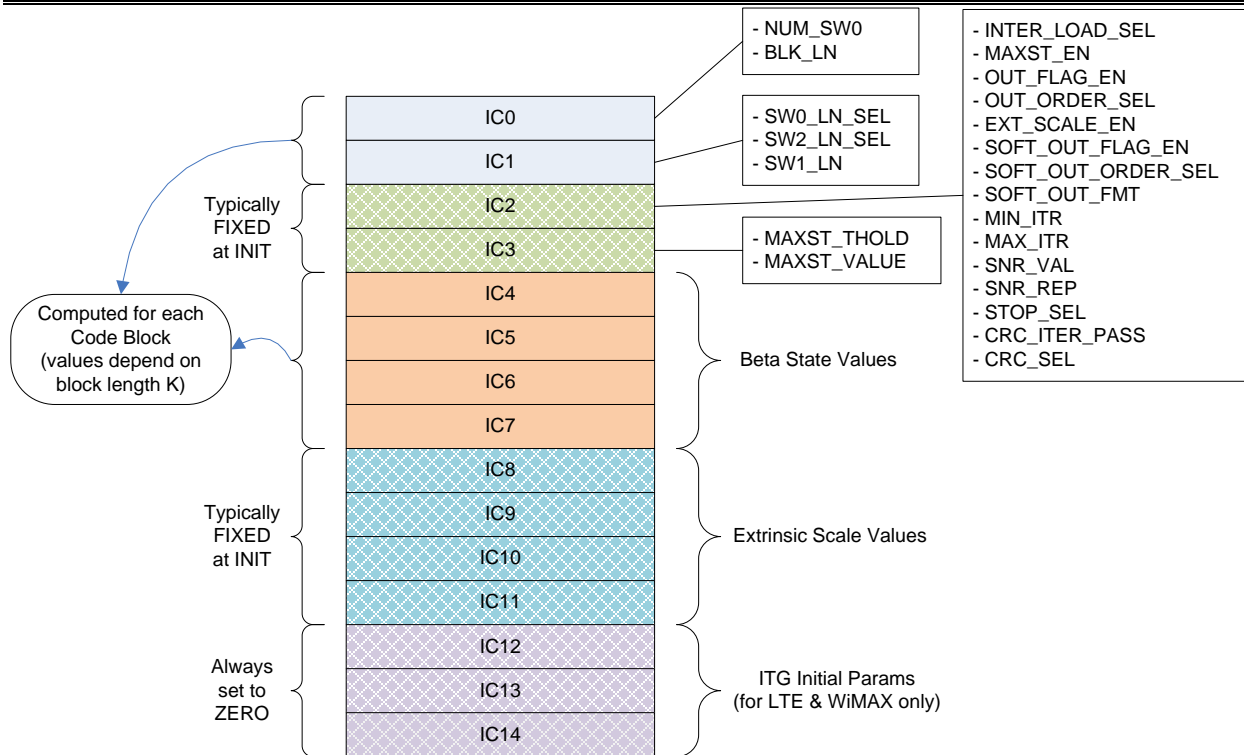 - NUM_SW0
- BLK_LN
- INTER_LOAD_SEL
- MAXST_EN
- OUT_FLAG_EN
- OUT_ORDER_SEL
- EXT_SCALE_EN
- SOFT_OUT_FLAG_EN
- SOFT_OUT_ORDER_SEL
- SOFT_OUT_FMT
- MIN_ITR
- MAX_ITR
- SNR_VAL
- SNR_REP
- STOP_SEL
- CRC_ITER_PASS
- CRC_SEL
- SW0_LN_SEL
- SW2_LN_SEL
- SW1_LN
- MAXST_THOLD
- MAXST_VALUE
IC0
IC1
IC2
IC3
IC4
IC5
IC6
IC7
IC8
IC9
IC10
IC11
IC12
IC13
IC14
Typically
FIXED
at INIT
Computed for each
Code Block
(values depend on
block length K)
Typically
FIXED
at INIT
Always
set to
ZERO
Beta State Values
Extrinsic Scale Values
ITG Initial Params
(for LTE & WiMAX only)